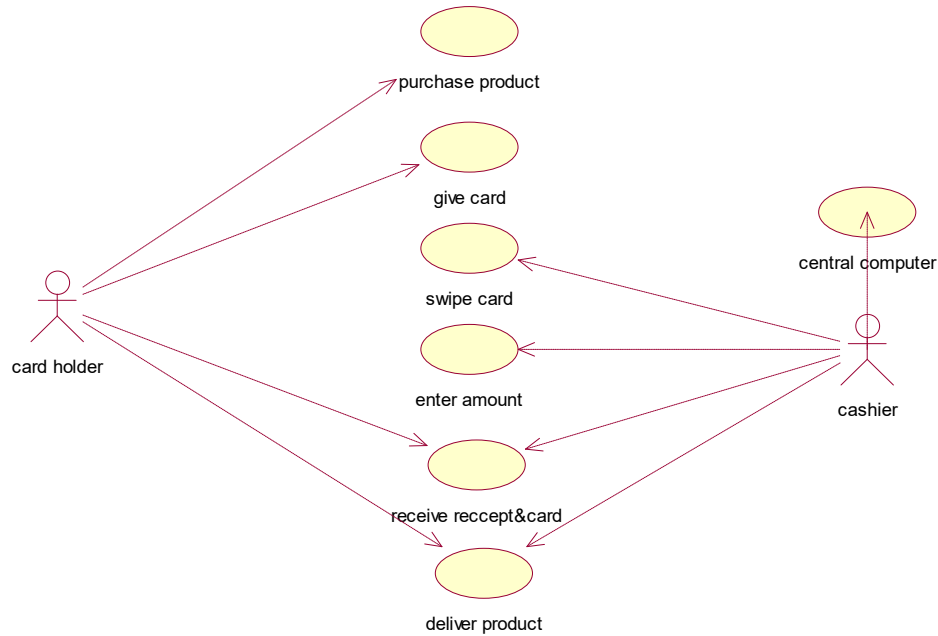 purchase product
give card
swipe card
central computer
card holder
enter amount
cashier
receive reccept&card
deliver product